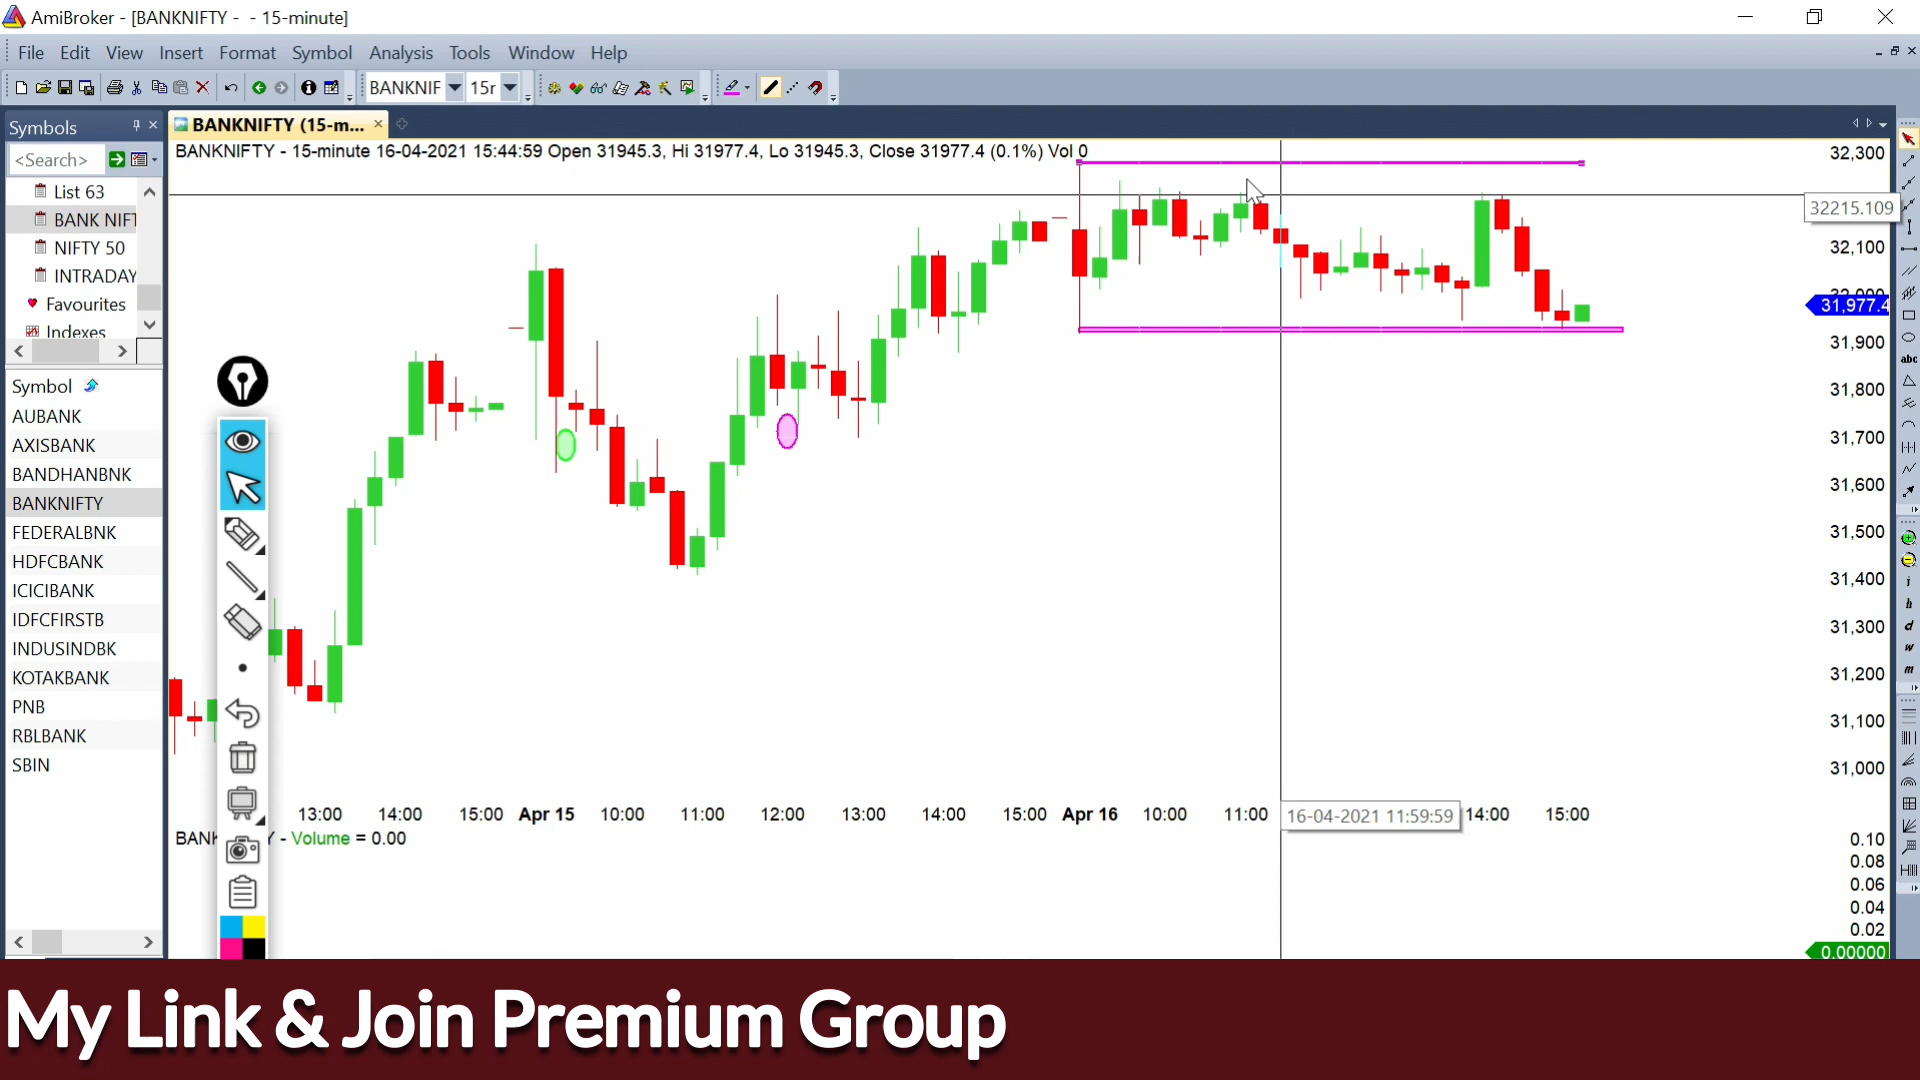 AmiBroker - [BANKNIFTY - - 15-minute]
File Edit View Insert Format Symbol Analysis Tools Window Help
BANKNIF 15r
Symbols
BANKNIFTY (15-m...
<Search>
BANKNIFTY - 15-minute 16-04-2021 15:44:59 Open 31945.3, Hi 31977.4, Lo 31945.3, Close 31977.4 (0.1%) Vol 0
List 63
BANK NIFT
NIFTY 50
INTRADAY
Favourites
Indexes
Symbol
AUBANK
AXISBANK
BANDHANBNK
BANKNIFTY
FEDERALBNK
HDFCBANK
ICICIBANK
IDFCFIRSTB
INDUSINDBK
KOTAKBANK
PNB
RBLBANK
SBIN
32,300
32215.109
32,100
31,977.4
31,900
31,800
31,700
31,600
31,500
31,400
31,300
31,200
31,100
31,000
13:00 14:00 15:00 Apr 15 10:00 11:00 12:00 13:00 14:00 15:00 Apr 16 10:00 11:00 16-04-2021 11:59:59 14:00 15:00
Volume = 0.00
0.10
0.08
0.06
0.04
0.02
0.00000
abc
i
h
d
w
m
My Link & Join Premium Group